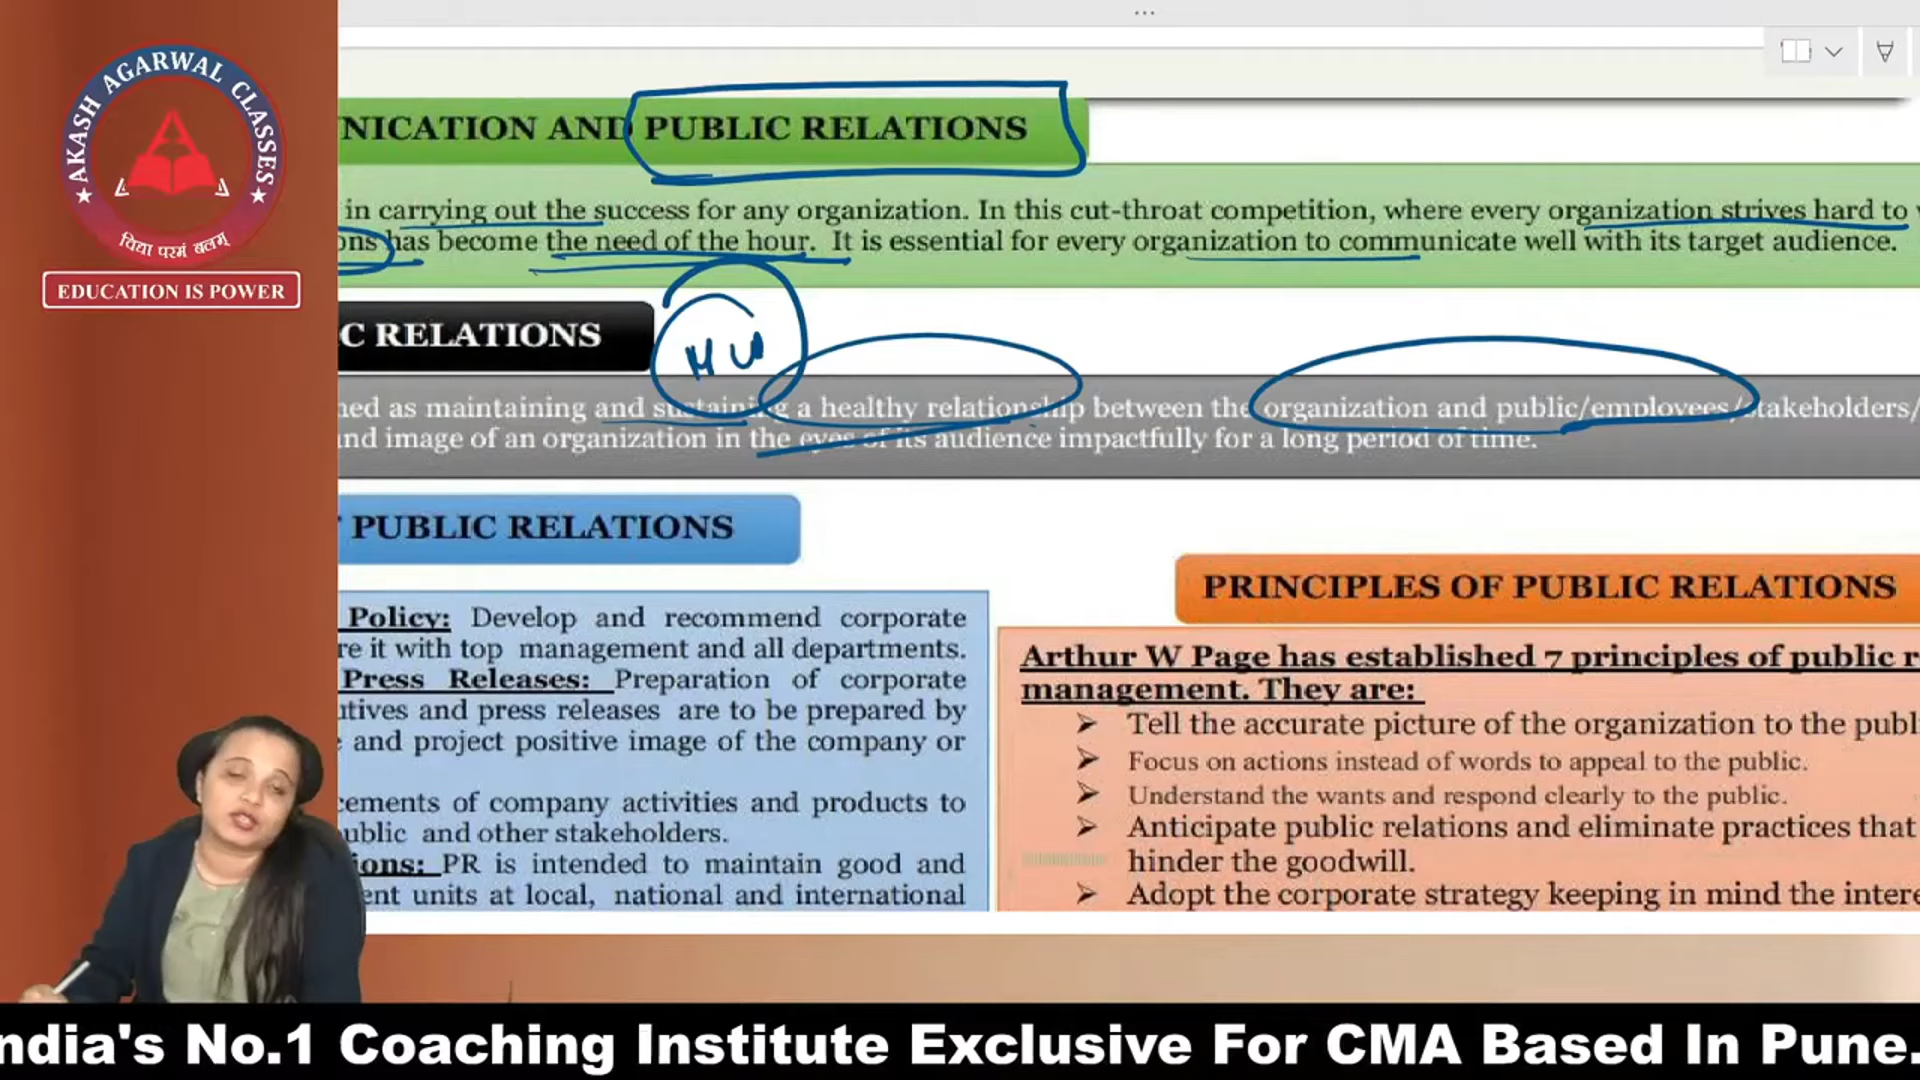 AKASH AGARWAL CLASSES
विद्या परमं बलम्
EDUCATION IS POWER
NICATION AND PUBLIC RELATIONS
in carrying out the success for any organization. In this cut-throat competition, where every organization strives hard to
ons has become the need of the hour. It is essential for every organization to communicate well with its target audience.
C RELATIONS
ned as maintaining and sustaining a healthy relationship between the organization and public/employees/stakeholders/
nd image of an organization in the eyes of its audience impactfully for a long period of time.
PUBLIC RELATIONS
Policy: Develop and recommend corporate
re it with top management and all departments.
Press Releases: Preparation of corporate
utives and press releases are to be prepared by
e and project positive image of the company or
cements of company activities and products to
ublic and other stakeholders.
ions: PR is intended to maintain good and
ent units at local, national and international
PRINCIPLES OF PUBLIC RELATIONS
Arthur W Page has established 7 principles of public r
management. They are:
➤ Tell the accurate picture of the organization to the publ
➤ Focus on actions instead of words to appeal to the public.
➤ Understand the wants and respond clearly to the public.
➤ Anticipate public relations and eliminate practices that
hinder the goodwill.
➤ Adopt the corporate strategy keeping in mind the intere
ndia's No.1 Coaching Institute Exclusive For CMA Based In Pune.